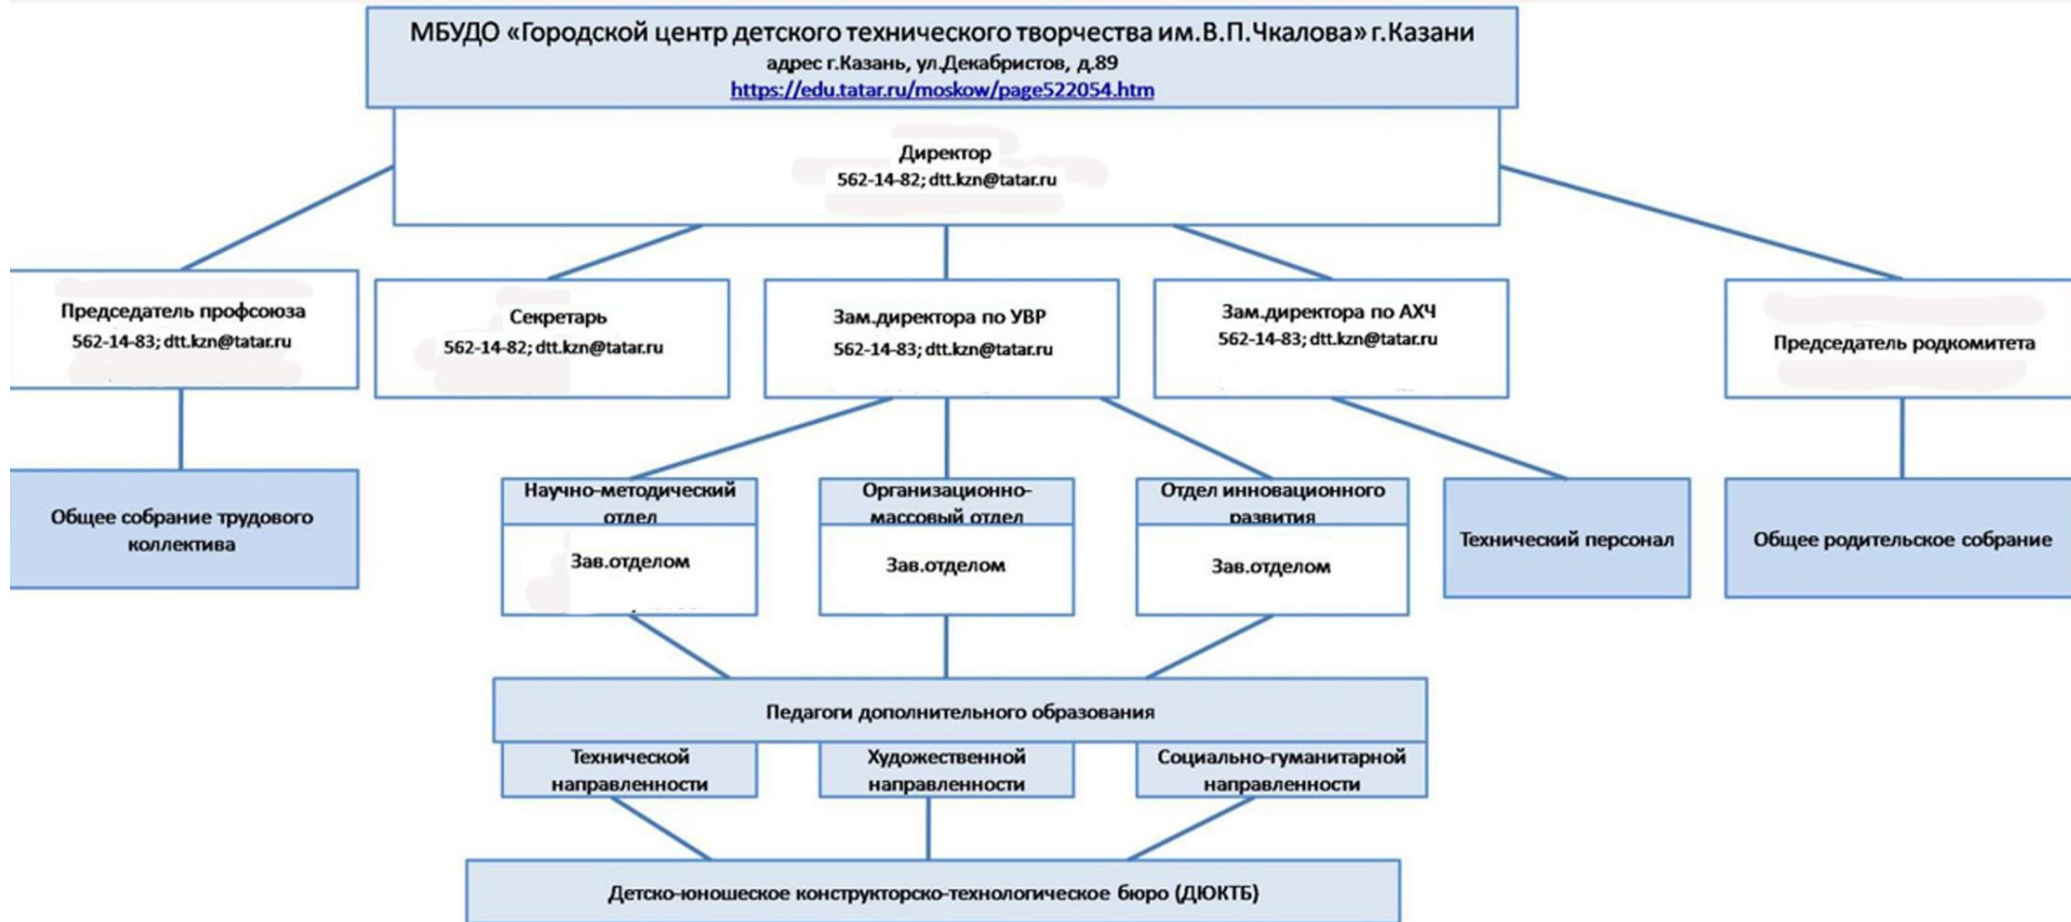 МБУДО «Городской центр детского технического творчества им.В.П.Чкалова» г.Казани
адрес г.Казань, ул.Декабристов, д.89
https://edu.tatar.ru/moskow/page522054.htm
Директор
562-14-82; dtt.kzn@tatar.ru
Председатель профсоюза
562-14-83; dtt.kzn@tatar.ru
Секретарь
562-14-82; dtt.kzn@tatar.ru
Зам.директора по УВР
562-14-83; dtt.kzn@tatar.ru
Зам.директора по АХЧ
562-14-83; dtt.kzn@tatar.ru
Председатель родкомитета
Общее собрание трудового
коллектива
Научно-методический
отдел
Зав.отделом
Организационно-
массовый отдел
Зав.отделом
Отдел инновационного
развития
Зав.отделом
Технический персонал
Общее родительское собрание
Педагоги дополнительного образования
Технической
направленности
Художественной
направленности
Социально-гуманитарной
направленности
Детско-юношеское конструкторско-технологическое бюро (ДЮКТБ)